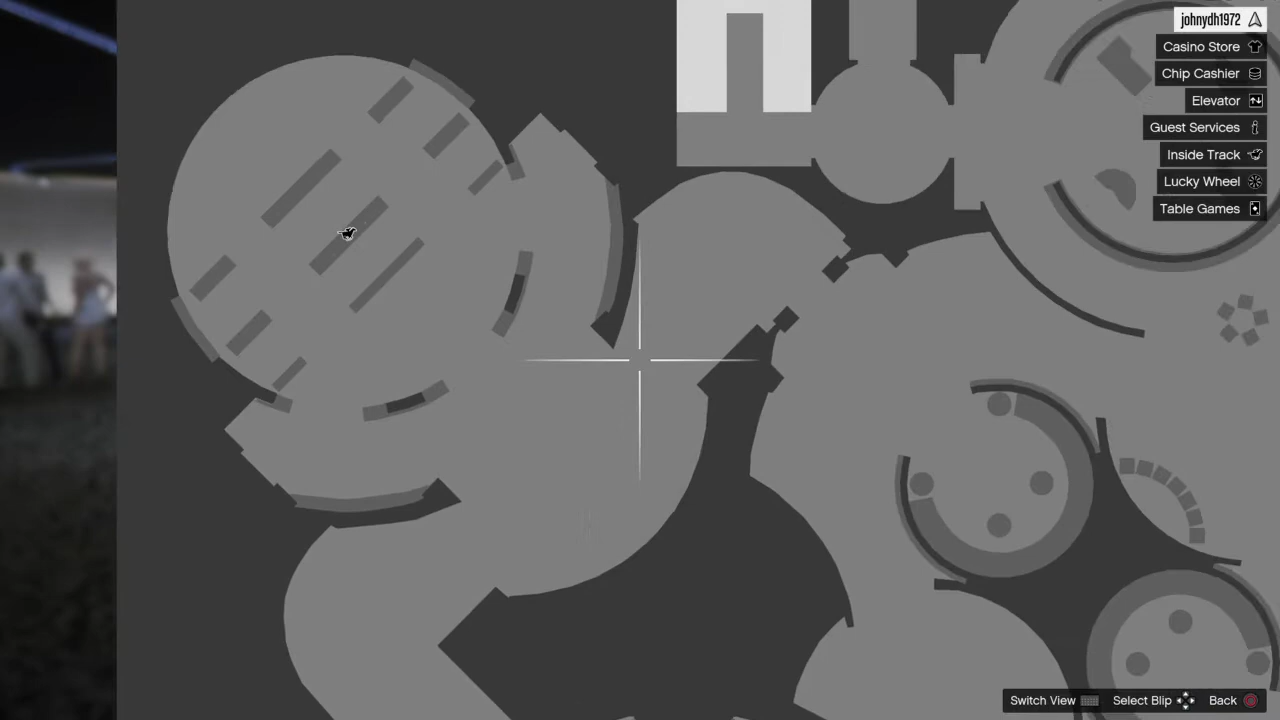 johnydh1972
Casino Store
Chip Cashier
Elevator
Guest Services
Inside Track
Lucky Wheel
Table Games
Switch View Select Blip Back